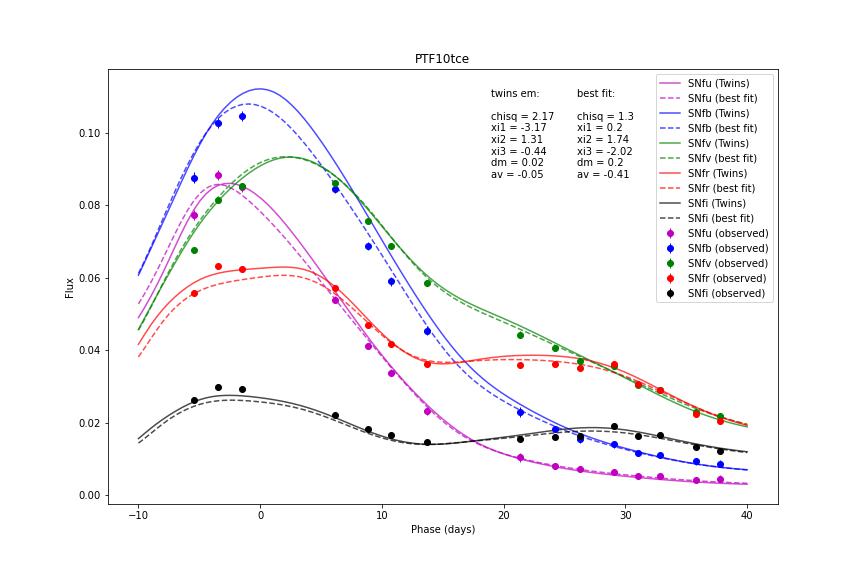 PTF10tce
twins em:
chisq = 2.17
xi1 = -3.17
xi2 = 1.31
xi3 = -0.44
dm = 0.02
av = -0.05
best fit:
chisq = 1.3
xi1 = 0.2
xi2 = 1.74
xi3 = -2.02
dm = 0.2
av = -0.41
SNfu (Twins)
SNfu (best fit)
SNfb (Twins)
SNfb (best fit)
SNfv (Twins)
SNfv (best fit)
SNfr (Twins)
SNfr (best fit)
SNfi (Twins)
SNfi (best fit)
SNfu (observed)
SNfb (observed)
SNfv (observed)
SNfr (observed)
SNfi (observed)
Flux
0.10
0.08
0.06
0.04
0.02
0.00
−10 0 10 20 30 40
Phase (days)